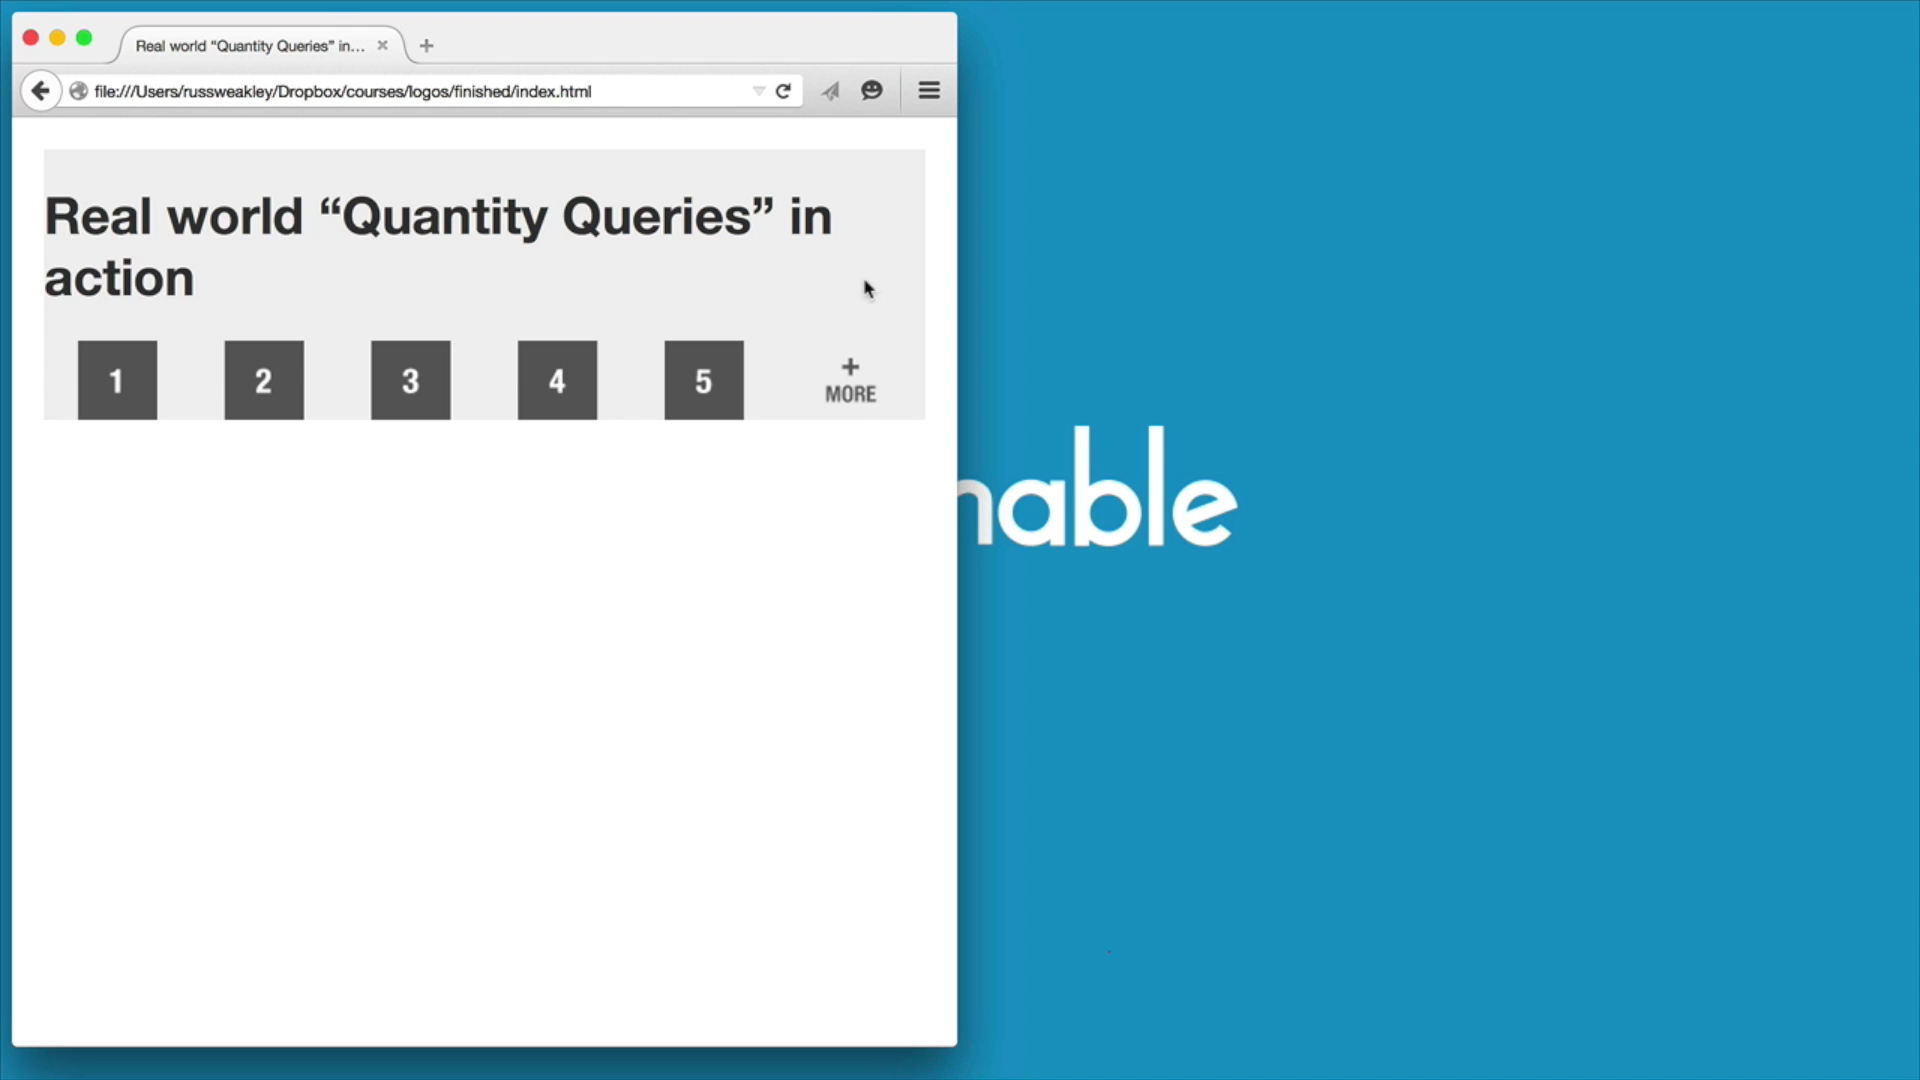 Real world “Quantity Queries” in...
file:///Users/russweakley/Dropbox/courses/logos/finished/index.html
Real world “Quantity Queries” in
action
1 2 3 4 5 + MORE
nable